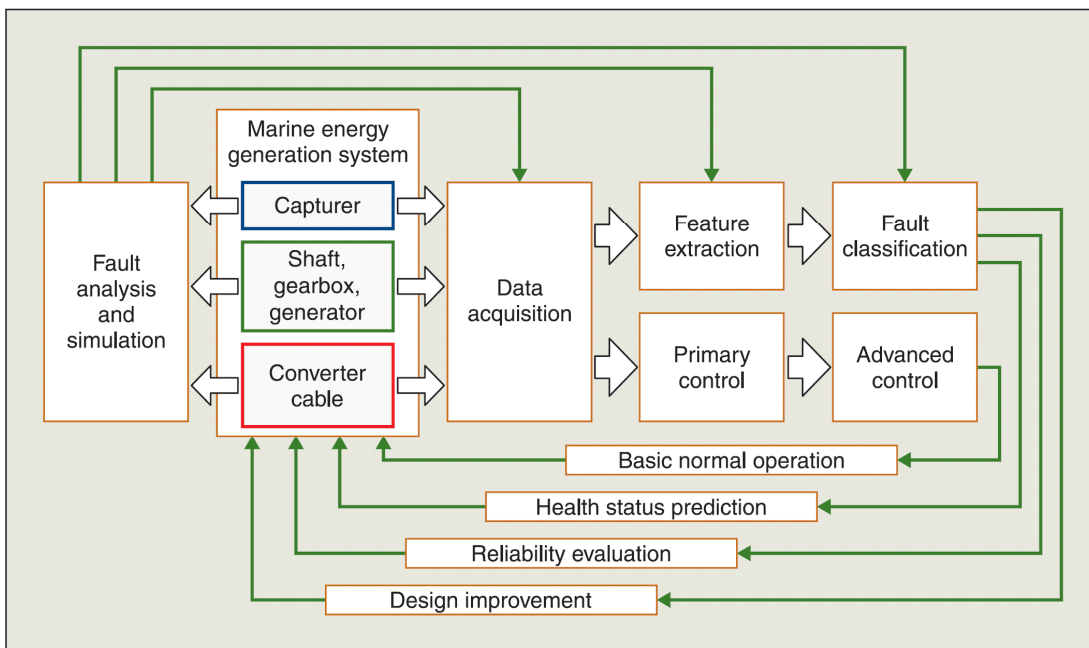 Marine energy
generation system
Capturer
Shaft,
gearbox,
generator
Converter
cable
Fault
analysis
and
simulation
Data
acquisition
Feature
extraction
Fault
classification
Primary
control
Advanced
control
Basic normal operation
Health status prediction
Reliability evaluation
Design improvement